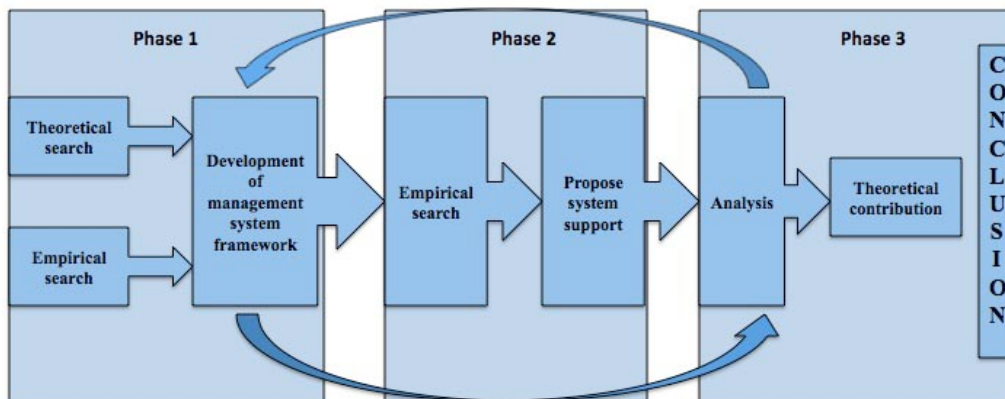 Phase 1
Theoretical
search
Empirical
search
Development
of
management
system
framework
Phase 2
Empirical
search
Propose
system
support
Phase 3
Analysis
Theoretical
contribution
C
O
N
C
L
U
S
I
O
N